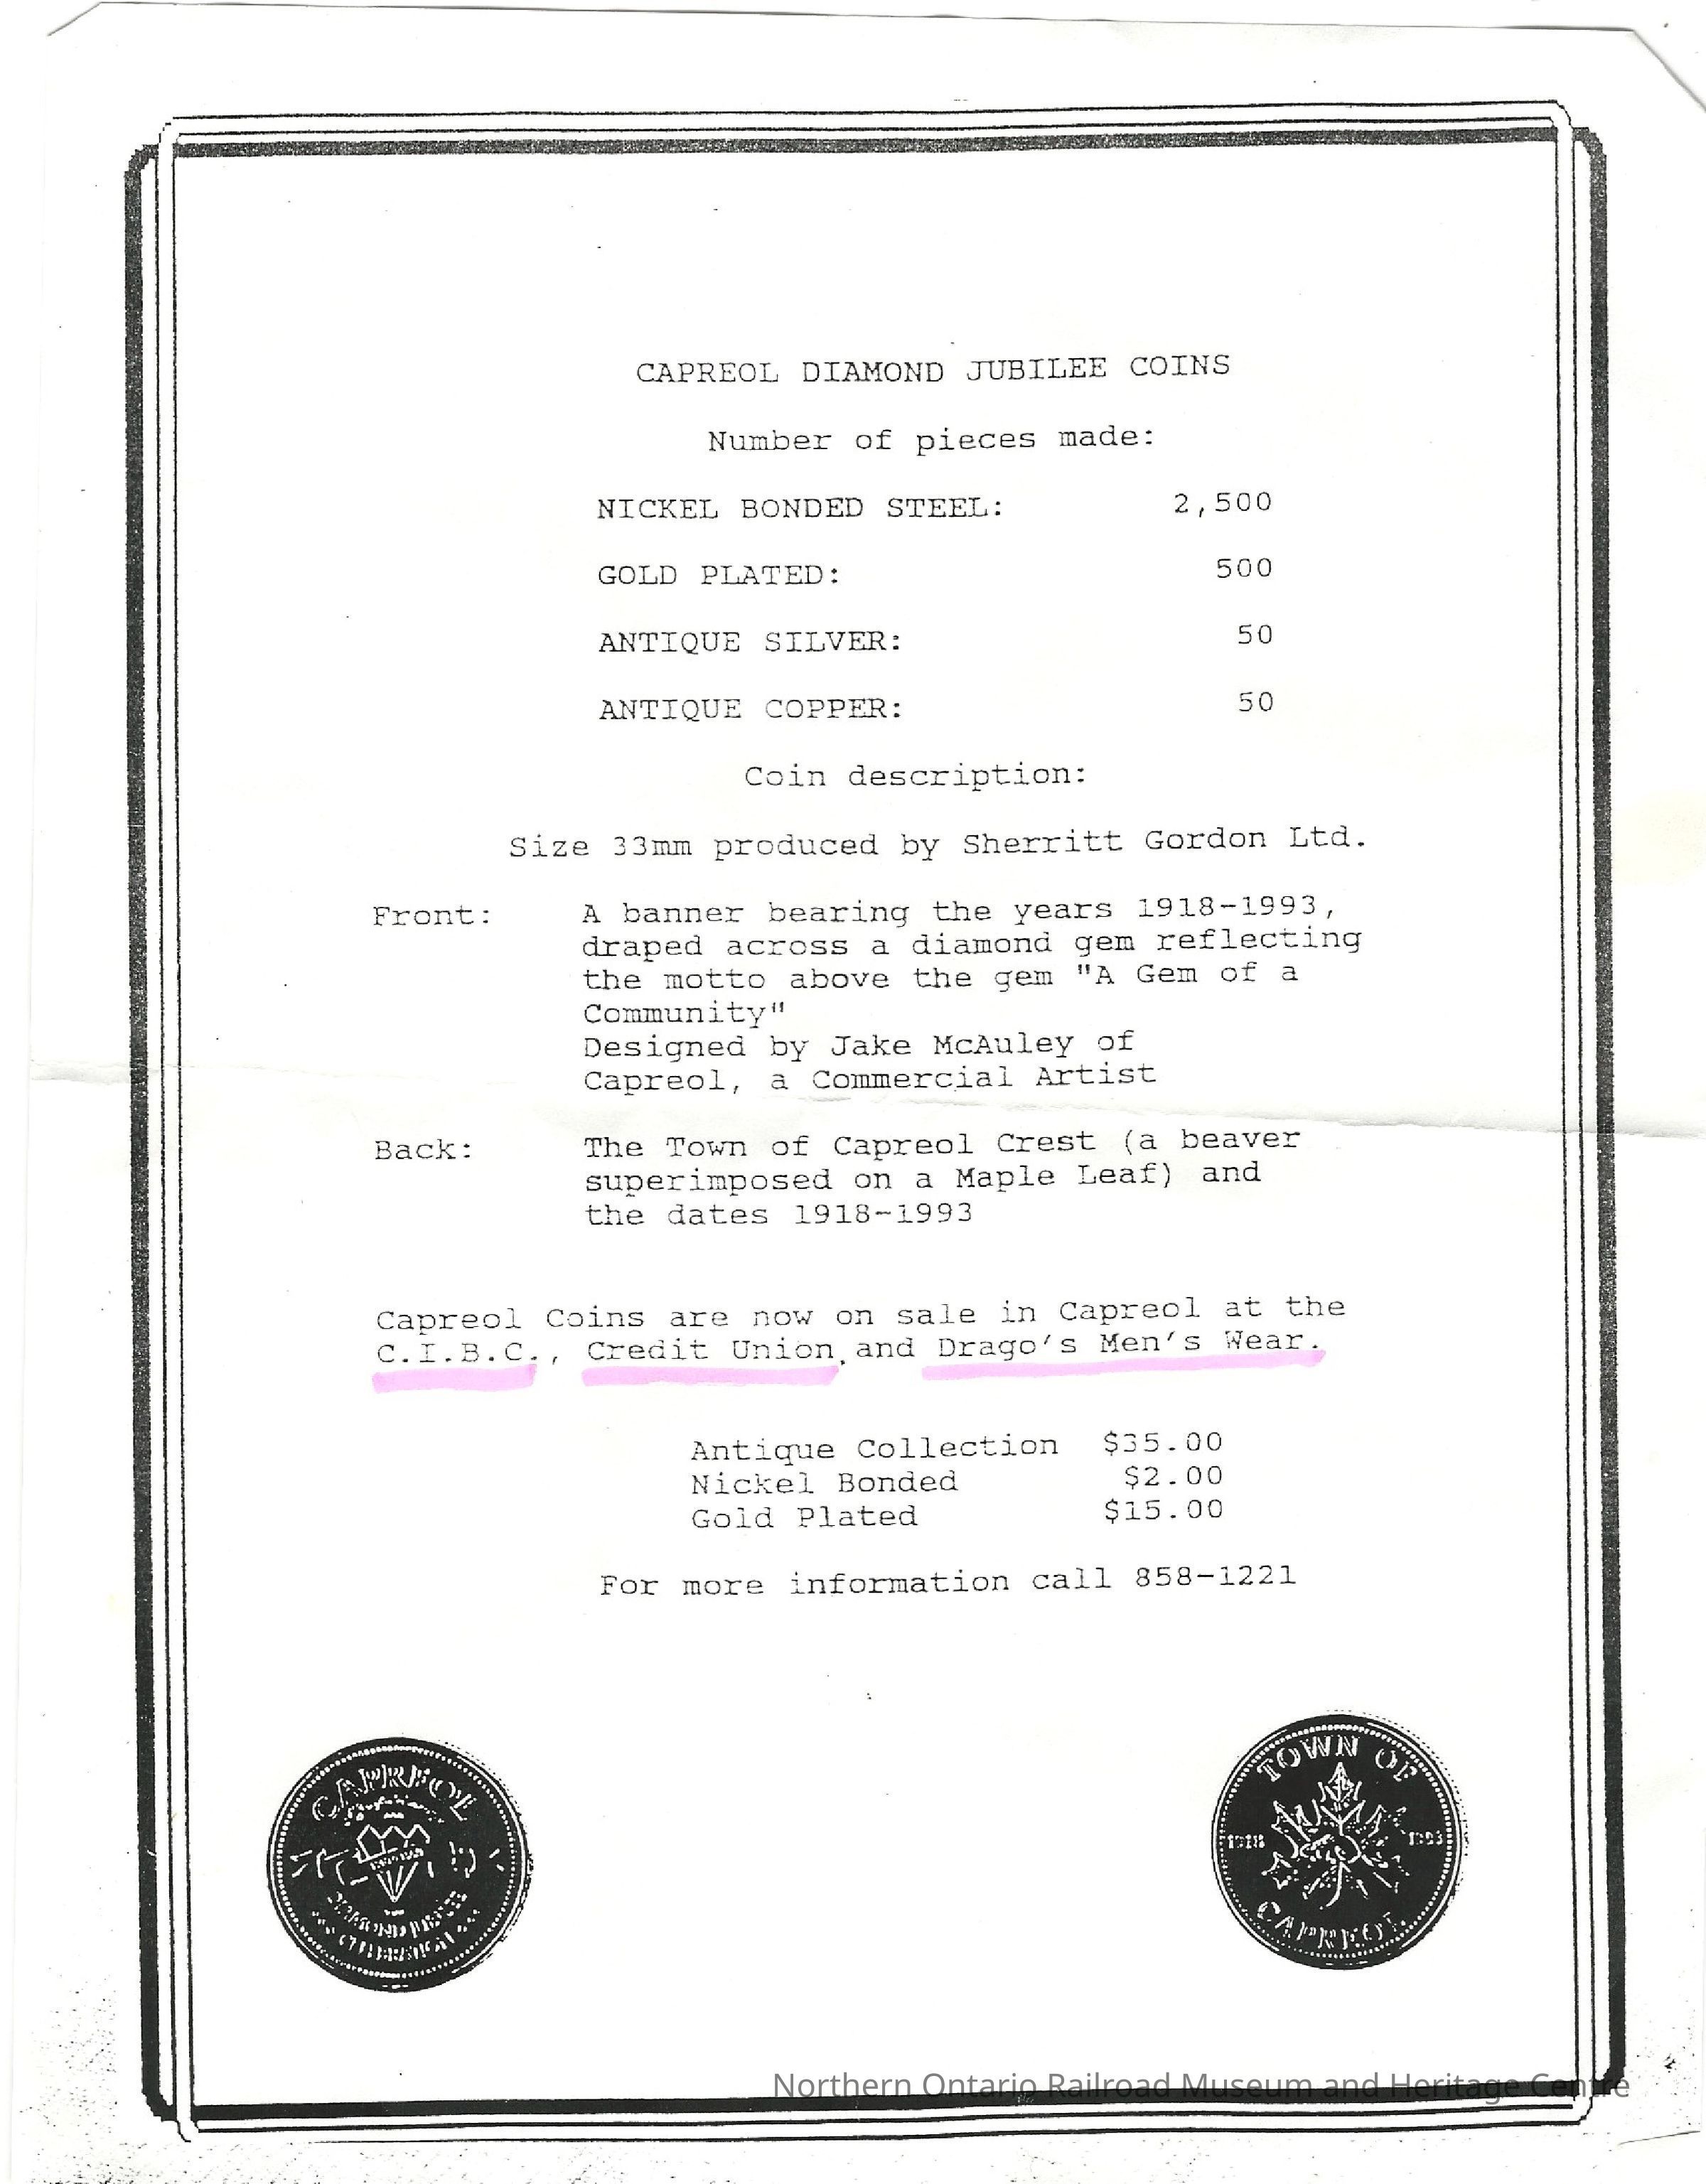 CAPREOL DIAMOND JUBILEE COINS
Number of pieces made:
NICKEL BONDED STEEL: 2,500
GOLD PLATED: 500
ANTIQUE SILVER: 50
ANTIQUE COPPER: 50
Coin description:
Size 33mm produced by Sherritt Gordon Ltd.
Front: A banner bearing the years 1918-1993,
draped across a diamond gem reflecting
the motto above the gem "A Gem of a
Community"
Designed by Jake McAuley of
Capreol, a Commercial Artist
Back: The Town of Capreol Crest (a beaver
superimposed on a Maple Leaf) and
the dates 1918-1993
Capreol Coins are now on sale in Capreol at the
C.I.B.C., Credit Union, and Drago's Men's Wear.
Antique Collection $35.00
Nickel Bonded $2.00
Gold Plated $15.00
For more information call 858-1221
CAPREOL
TOWN OF
1918 1993
CAPREOL
Northern Ontario Railroad Museum and Heritage Centre